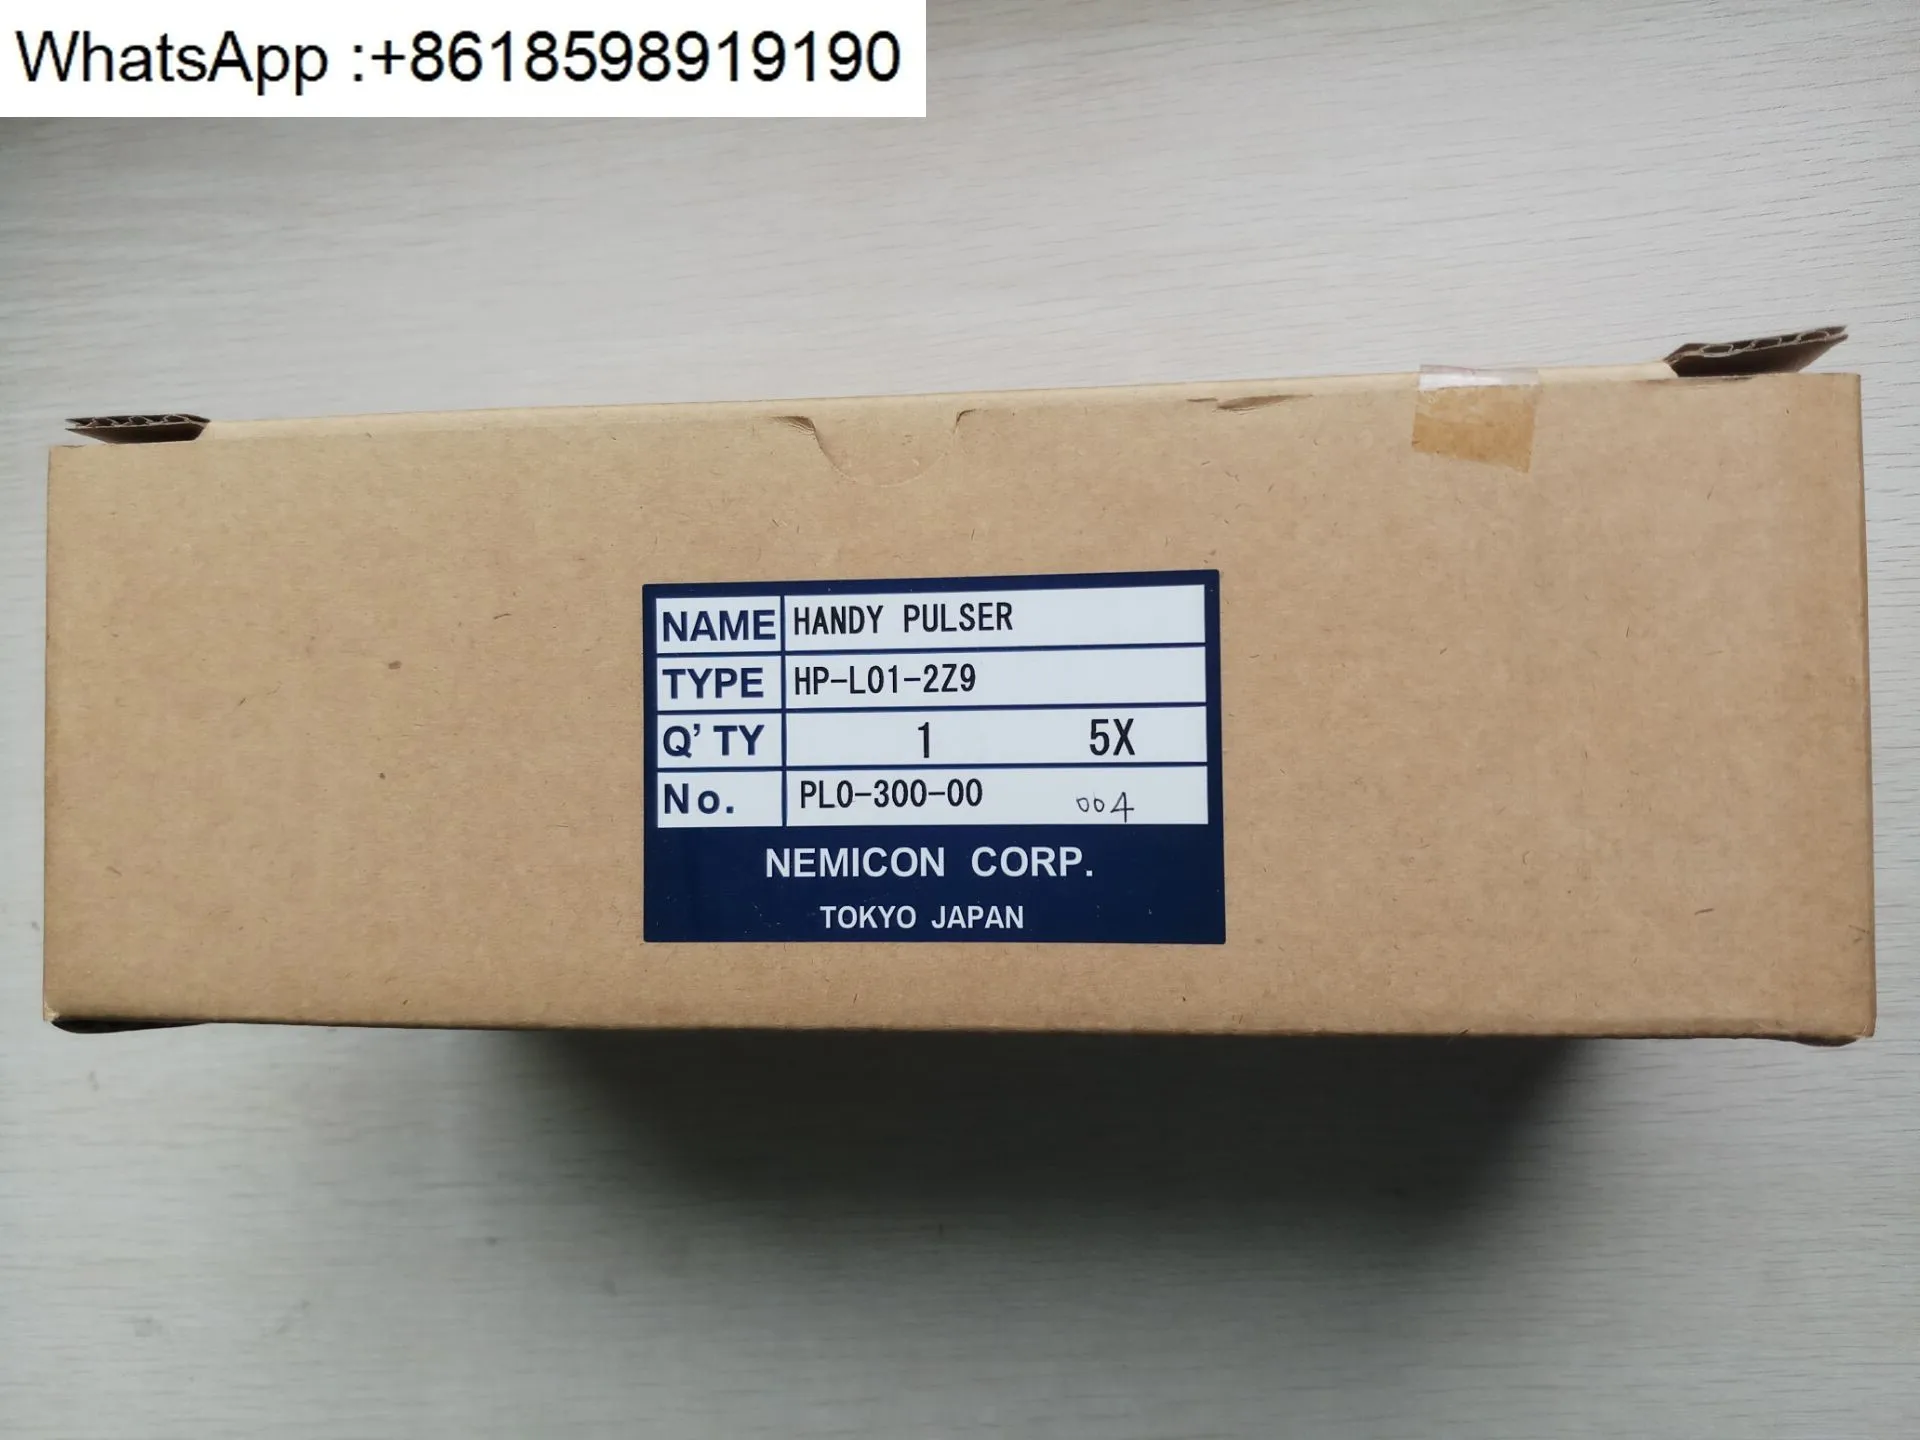 WhatsApp :+8618598919190
NAME HANDY PULSER
TYPE HP-L01-2Z9
Q'TY 1 5X
No. PL0-300-00 004
NEMICON CORP.
TOKYO JAPAN